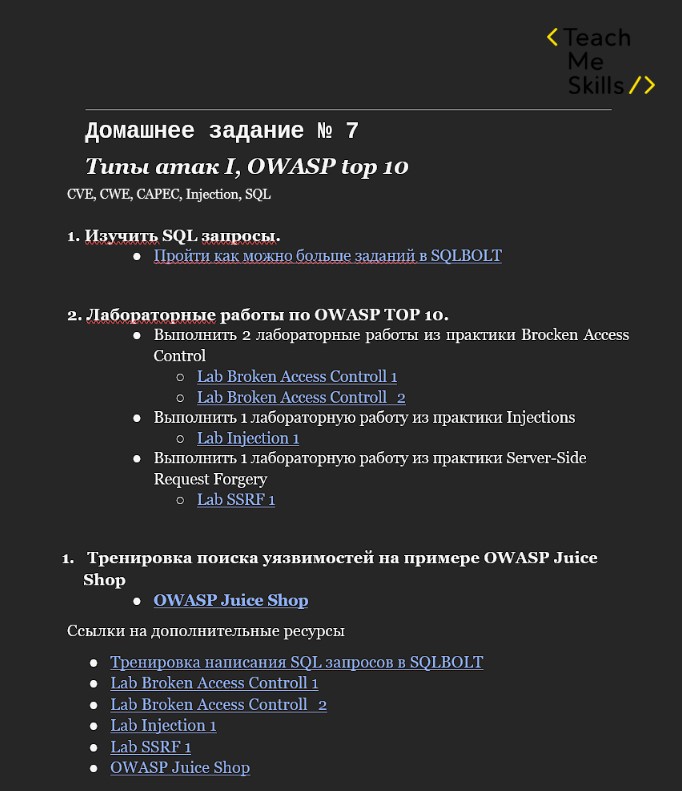 <Teach
Me
Skills/>
Домашнее задание № 7
Типы атак I, OWASP top 10
CVE, CWE, CAPEC, Injection, SQL
1. Изучить SQL запросы.
● Пройти как можно больше заданий в SQLBOLT
2. Лабораторные работы по OWASP TOP 10.
● Выполнить 2 лабораторные работы из практики Brocken Access
Control
○ Lab Broken Access Controll 1
○ Lab Broken Access Controll 2
● Выполнить 1 лабораторную работу из практики Injections
○ Lab Injection 1
● Выполнить 1 лабораторную работу из практики Server-Side
Request Forgery
○ Lab SSRF 1
1. Тренировка поиска уязвимостей на примере OWASP Juice
Shop
● OWASP Juice Shop
Ссылки на дополнительные ресурсы
● Тренировка написания SQL запросов в SQLBOLT
● Lab Broken Access Controll 1
● Lab Broken Access Controll 2
● Lab Injection 1
● Lab SSRF 1
● OWASP Juice Shop